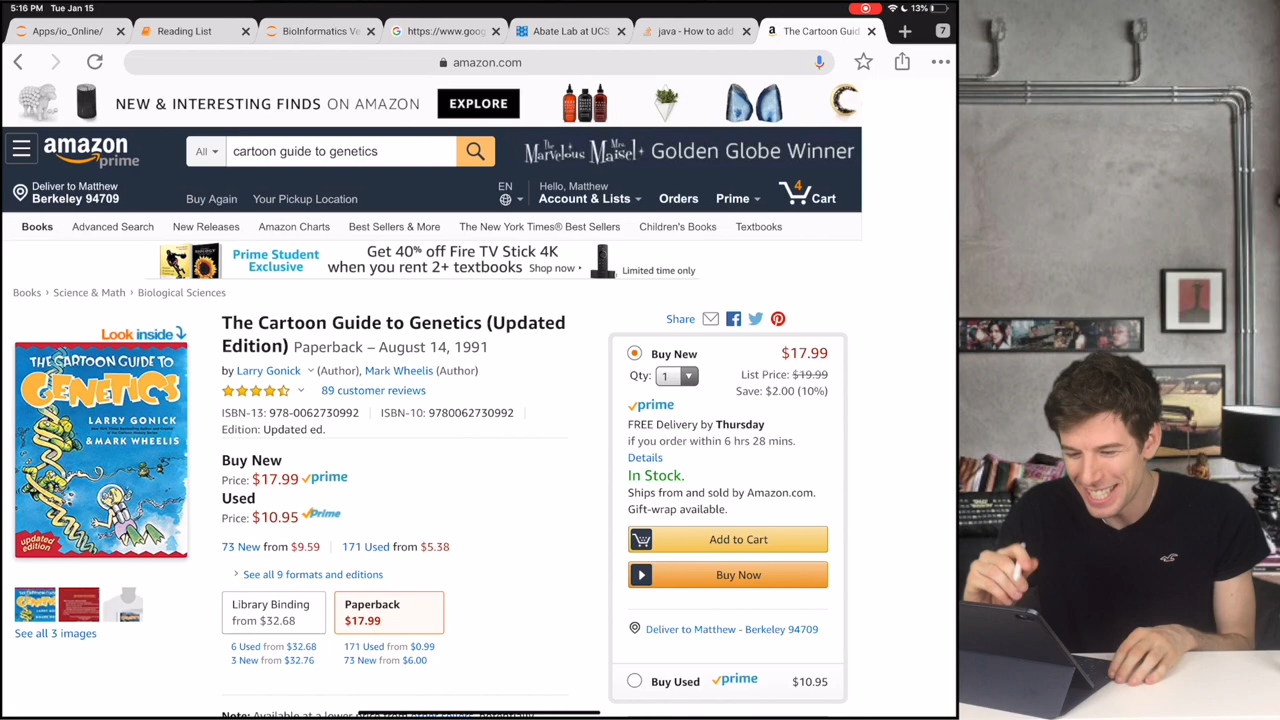 5:16 PM Tue Jan 15
13%
Apps/io_Online/
Reading List
BioInformatics Ve
https://www.goog
Abate Lab at UCS
java - How to add
The Cartoon Guid
7
amazon.com
NEW & INTERESTING FINDS ON AMAZON
EXPLORE
amazon
prime
All
cartoon guide to genetics
The Marvelous Mrs. Maisel
Golden Globe Winner
Deliver to Matthew
Berkeley 94709
Buy Again
Your Pickup Location
EN
Hello, Matthew
Account & Lists
Orders
Prime
4
Cart
Books
Advanced Search
New Releases
Amazon Charts
Best Sellers & More
The New York Times® Best Sellers
Children's Books
Textbooks
Prime Student
Exclusive
Get 40% off Fire TV Stick 4K
when you rent 2+ textbooks Shop now
Limited time only
Books › Science & Math › Biological Sciences
Look inside
THE CARTOON GUIDE TO
GENETICS
LARRY GONICK
& MARK WHEELIS
updated
edition
See all 3 images
The Cartoon Guide to Genetics (Updated
Edition) Paperback – August 14, 1991
by Larry Gonick (Author), Mark Wheelis (Author)
89 customer reviews
ISBN-13: 978-0062730992 | ISBN-10: 9780062730992
Edition: Updated ed.
Buy New
Price: $17.99 prime
Used
Price: $10.95 prime
73 New from $9.59 | 171 Used from $5.38
See all 9 formats and editions
Library Binding
from $32.68
Paperback
$17.99
6 Used from $32.68
3 New from $32.76
171 Used from $0.99
73 New from $6.00
Note: Available at a lower price from other sellers, potentially
Share
Buy New
$17.99
Qty: 1
List Price: $19.99
Save: $2.00 (10%)
prime
FREE Delivery by Thursday
if you order within 6 hrs 28 mins.
Details
In Stock.
Ships from and sold by Amazon.com.
Gift-wrap available.
Add to Cart
Buy Now
Deliver to Matthew - Berkeley 94709
Buy Used
prime
$10.95